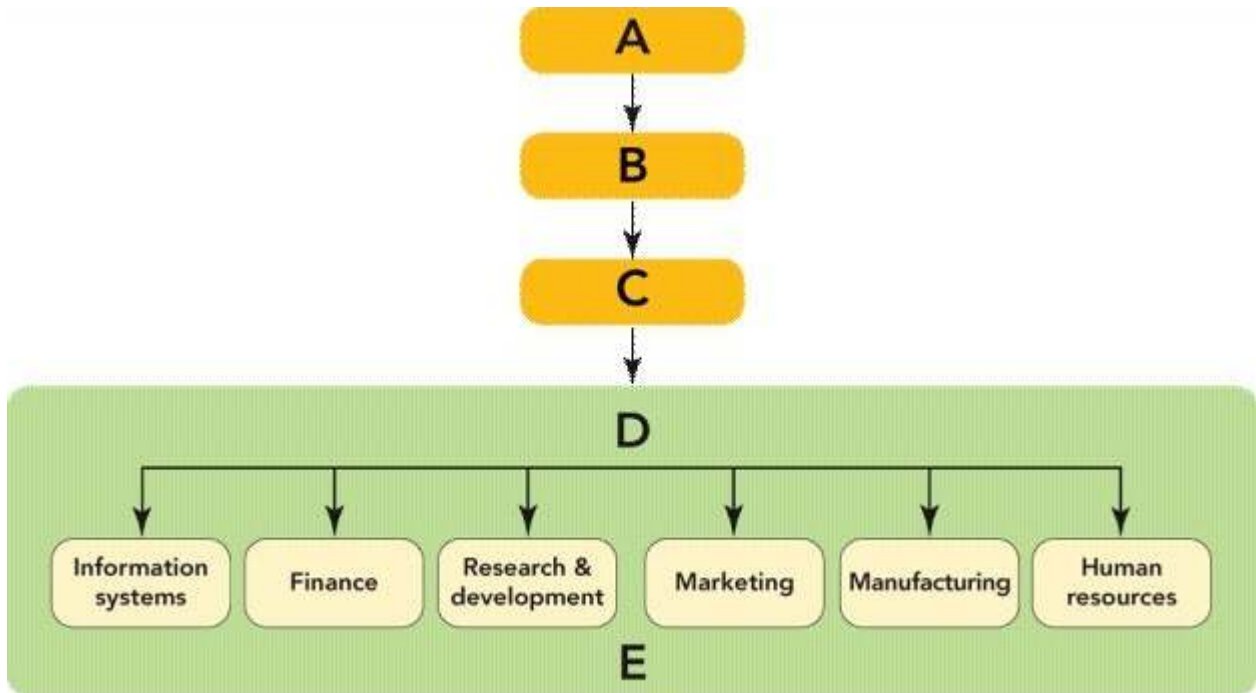 A
B
C
D
Information
systems
Finance
Research &
development
Marketing
Manufacturing
Human
resources
E